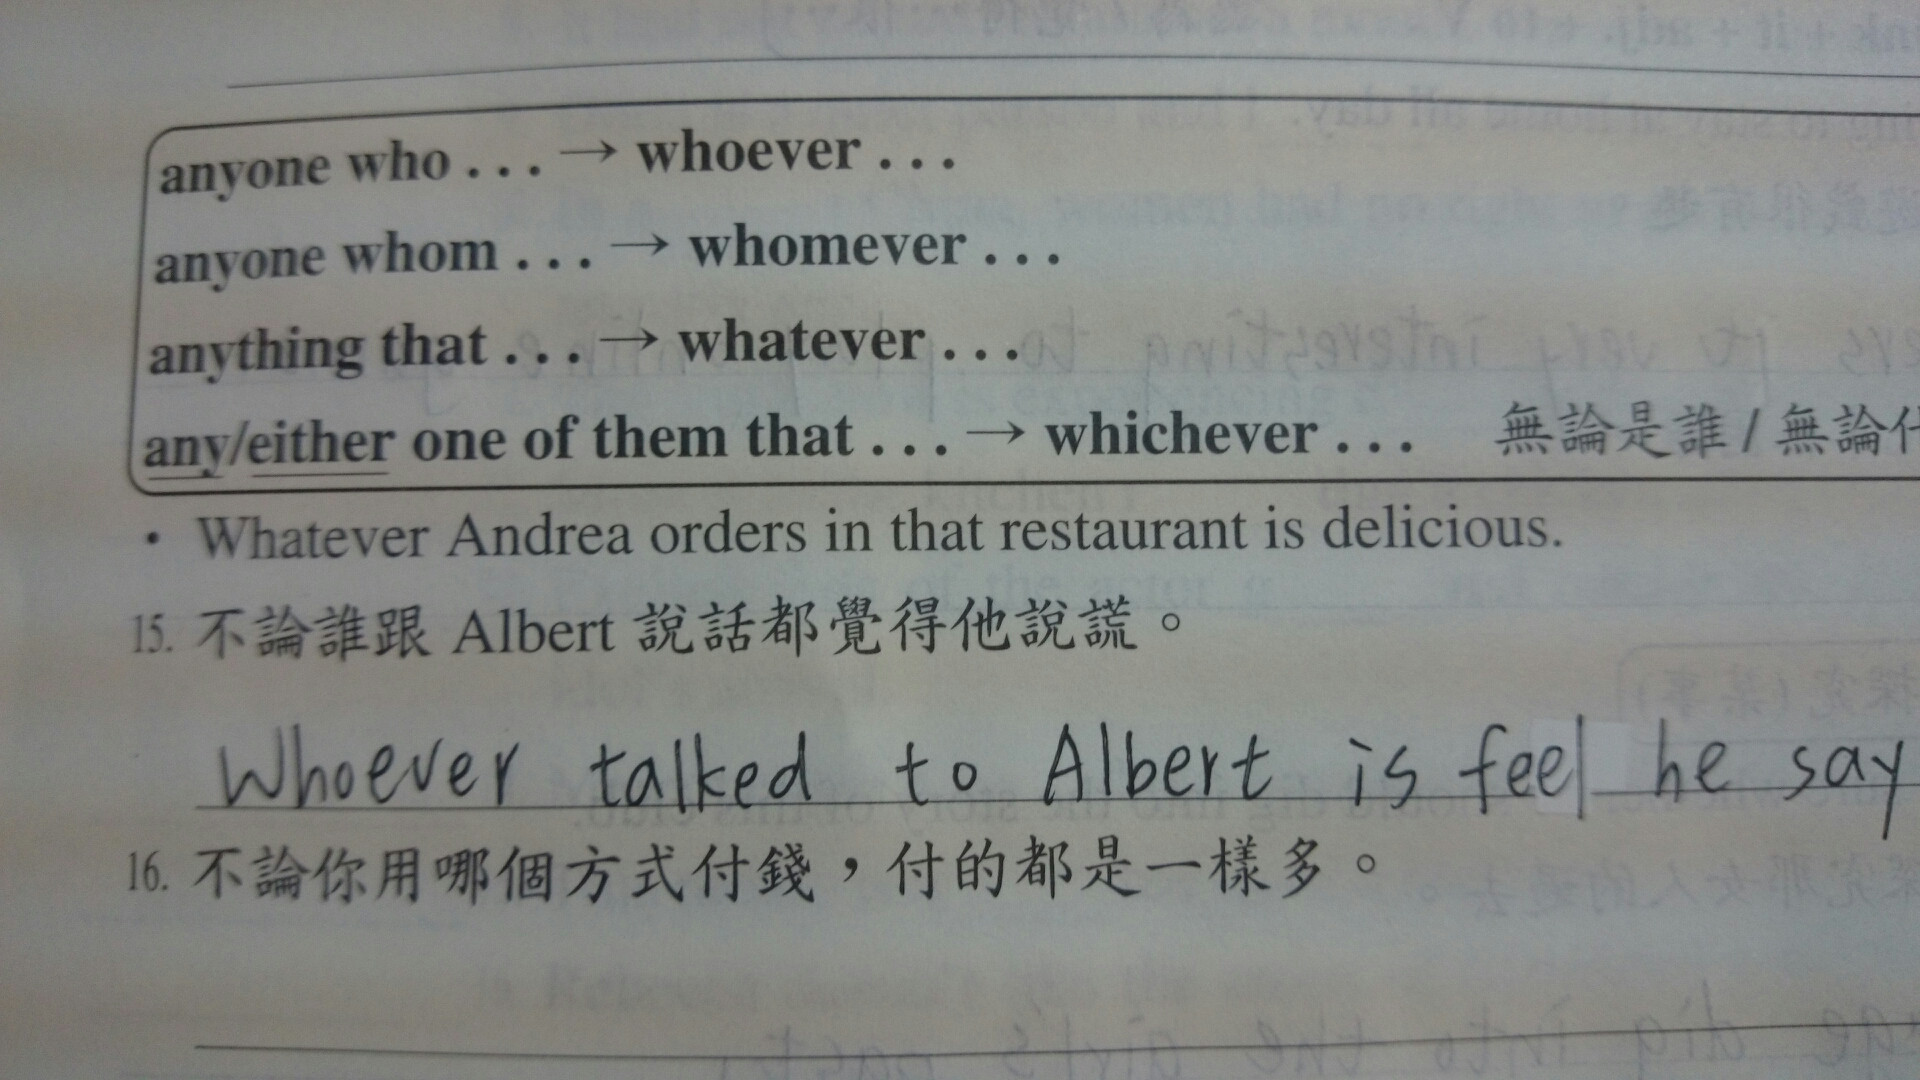 anyone who . . . → whoever . . .
anyone whom . . . → whomever . . .
anything that . . . → whatever . . .
any/either one of them that . . . → whichever . . . 無論是誰 / 無論什
• Whatever Andrea orders in that restaurant is delicious.
15. 不論誰跟 Albert 說話都覺得他說謊。
Whoever talked to Albert is feel he say
16. 不論你用哪個方式付錢，付的都是一樣多。